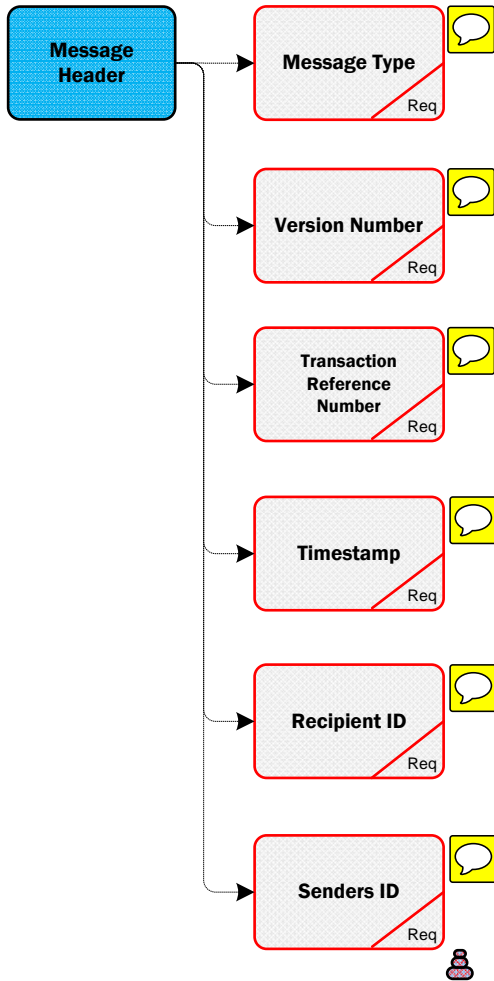 Message
Header
Message Type
Req
Version Number
Req
Transaction
Reference
Number
Req
Timestamp
Req
Recipient ID
Req
Senders ID
Req